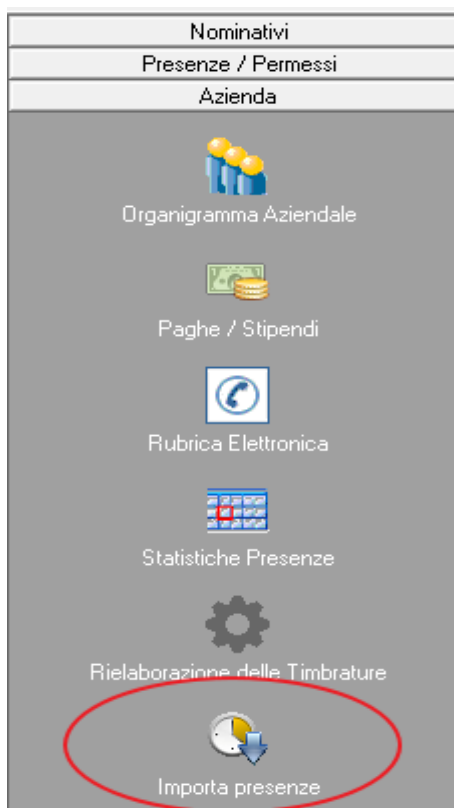 Nominativi
Presenze / Permessi
Azienda
Organigramma Aziendale
Paghe / Stipendi
Rubrica Elettronica
Statistiche Presenze
Rielaborazione delle Timbrature
Importa presenze